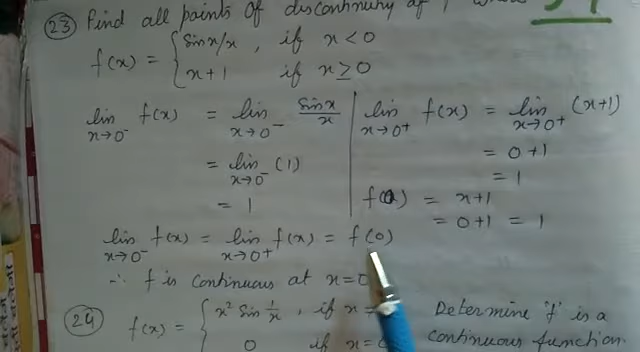 (23) Find all points of discontinuity of f where
f(x) = { sin x/x , if x < 0
x+1 if x ≥ 0
lim x→0⁻ f(x) = lim x→0⁻ sin x/x
= lim x→0⁻ (1)
= 1
lim x→0⁺ f(x) = lim x→0⁺ (x+1)
= 0+1
= 1
f(0) = x+1
= 0+1 = 1
lim x→0⁻ f(x) = lim x→0⁺ f(x) = f(0)
∴ f is continuous at x=0
(24) f(x) = { x² sin 1/x , if x
0 if x=
Determine 'f' is a
continuous function.